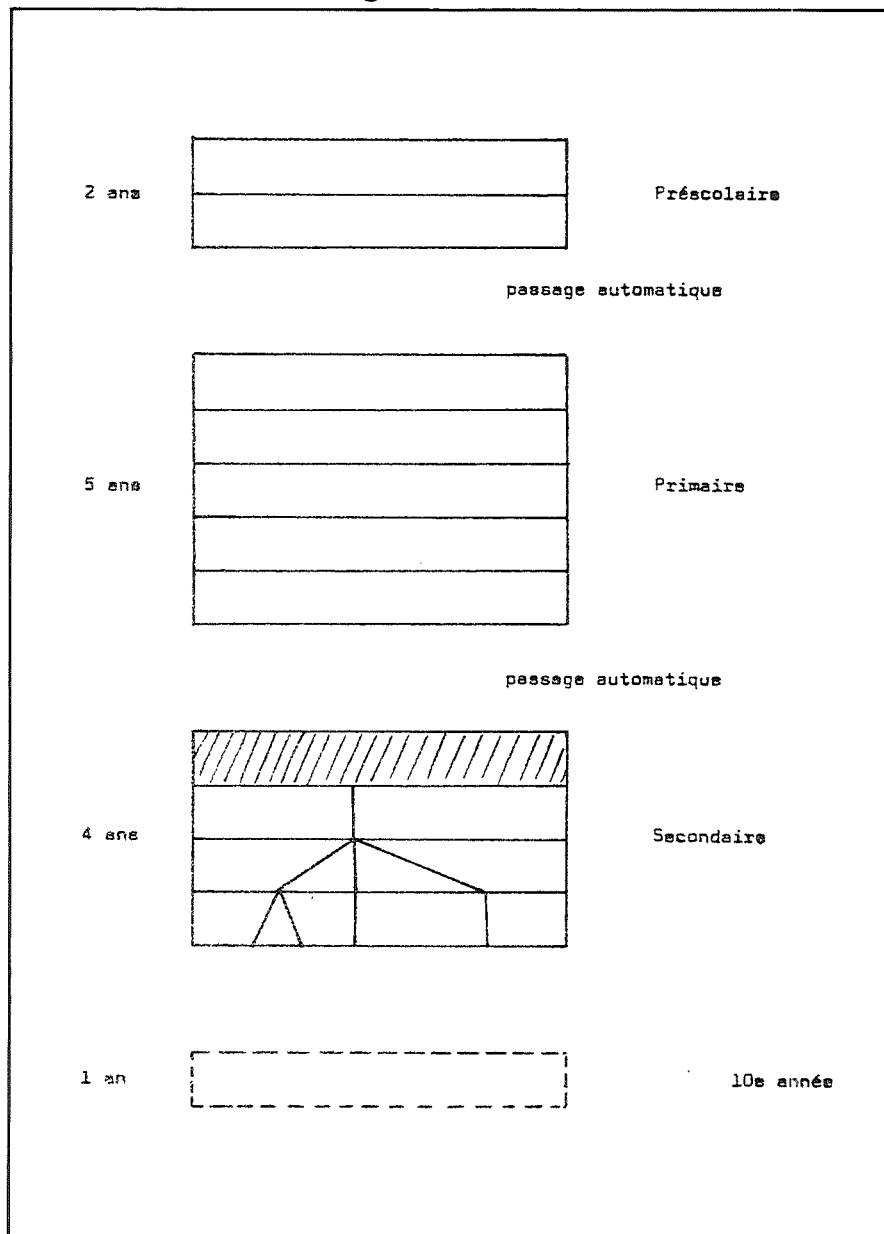 2 ans Préscolaire
passage automatique
5 ans Primaire
passage automatique
4 ans Secondaire
1 an 10e année